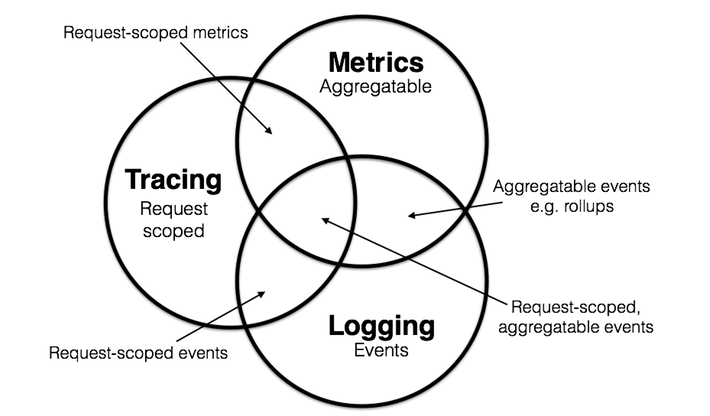 Request-scoped metrics
Metrics
Aggregatable
Tracing
Request
scoped
Aggregatable events
e.g. rollups
Request-scoped,
aggregatable events
Logging
Events
Request-scoped events